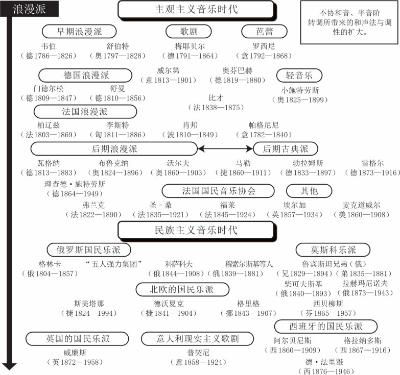 浪漫派
主观主义音乐时代
不协和音、半音阶
转调所带来的和声法与调
性的扩大。
早期浪漫派
歌剧
芭蕾
韦伯
(德1786—1826)
舒伯特
(奥1797—1828)
梅耶贝尔
(德1791—1864)
罗西尼
(意1792—1868)
德国浪漫派
威尔第
(意1813—1901)
奥芬巴赫
(德1819—1880)
轻音乐
门德尔松
(德1809—1847)
舒曼
(德1810—1856)
比才
(法1838—1875)
小施特劳斯
(奥1825—1899)
法国浪漫派
柏辽兹
(法1803—1869)
李斯特
(匈1811—1886)
肖邦
(波1810—1849)
帕格尼尼
(意1782—1840)
后期浪漫派
后期古典派
瓦格纳
(德1813—1883)
布鲁克纳
(奥1824—1896)
沃尔夫
(奥1860—1903)
马勒
(捷1860—1911)
勃拉姆斯
(德1833—1897)
雷格尔
(德1873—1916)
理查德·施特劳斯
(德1864—1949)
法国国民音乐协会
其他
弗兰克
(法1822—1890)
圣-桑
(法1835—1921)
福莱
(法1845—1924)
埃尔加
(英1857—1934)
麦克道威尔
(美1860—1908)
民族主义音乐时代
俄罗斯国民乐派
莫斯科乐派
格林卡
(俄1804—1857)
“五人强力集团”
利萨科夫
(俄1844—1908)
穆索尔斯基等人
(俄1839—1881)
鲁宾斯坦兄弟(俄)
(兄1829—1894)
(弟1835—1881)
柴可夫斯基
(俄1840—1893)
拉赫玛尼诺夫
(俄1873—1943)
北欧的国民乐派
斯美塔那
(捷1824—1994)
德沃夏克
(捷1841—1904)
格里格
(挪1843—1907)
西贝柳斯
(芬1865—1957)
西班牙的国民乐派
英国的国民乐派
意大利现实主义歌剧
阿尔贝尼斯
(西1860—1909)
格拉纳多斯
(西1867—1916)
威廉斯
(英1872—1958)
普契尼
(意1858—1924)
德·法里雅
(西1876—1946)